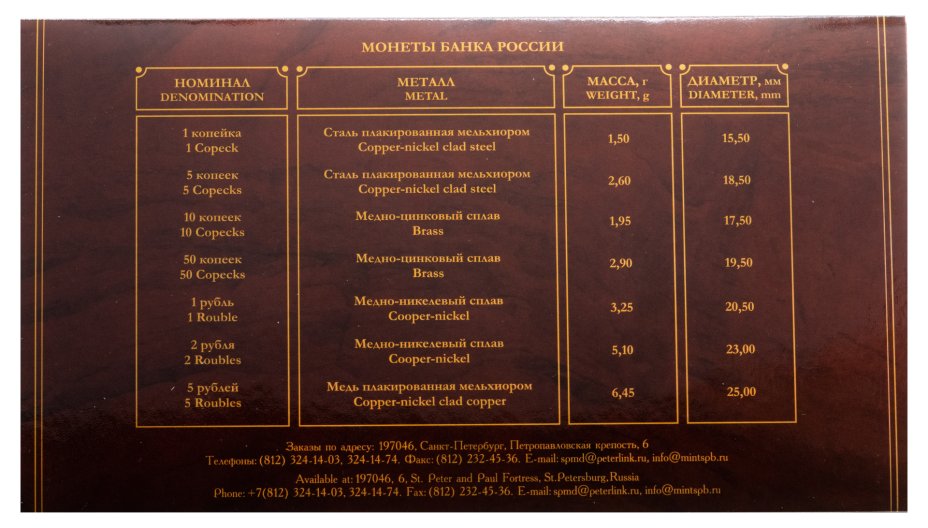 МОНЕТЫ БАНКА РОССИИ
НОМИНАЛ
DENOMINATION
МЕТАЛЛ
METAL
МАССА, г
WEIGHT, g
ДИАМЕТР, мм
DIAMETER, mm
1 копейка
1 Copeck
Сталь плакированная мельхиором
Copper-nickel clad steel
1,50
15,50
5 копеек
5 Copecks
Сталь плакированная мельхиором
Copper-nickel clad steel
2,60
18,50
10 копеек
10 Copecks
Медно-цинковый сплав
Brass
1,95
17,50
50 копеек
50 Copecks
Медно-цинковый сплав
Brass
2,90
19,50
1 рубль
1 Rouble
Медно-никелевый сплав
Cooper-nickel
3,25
20,50
2 рубля
2 Roubles
Медно-никелевый сплав
Cooper-nickel
5,10
23,00
5 рублей
5 Roubles
Медь плакированная мельхиором
Copper-nickel clad copper
6,45
25,00
Заказы по адресу: 197046, Санкт-Петербург, Петропавловская крепость, 6
Телефоны: (812) 324-14-03, 324-14-74. Факс: (812) 232-45-36. E-mail: spmd@peterlink.ru, info@mintspb.ru
Available at: 197046, 6, St. Peter and Paul Fortress, St.Petersburg, Russia
Phone: +7(812) 324-14-03, 324-14-74. Fax: (812) 232-45-36. E-mail: spmd@peterlink.ru, info@mintspb.ru